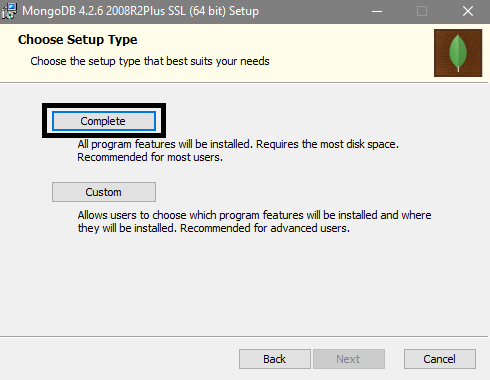 MongoDB 4.2.6 2008R2Plus SSL (64 bit) Setup
Choose Setup Type
Choose the setup type that best suits your needs
Complete
All program features will be installed. Requires the most disk space.
Recommended for most users.
Custom
Allows users to choose which program features will be installed and where
they will be installed. Recommended for advanced users.
Back
Next
Cancel